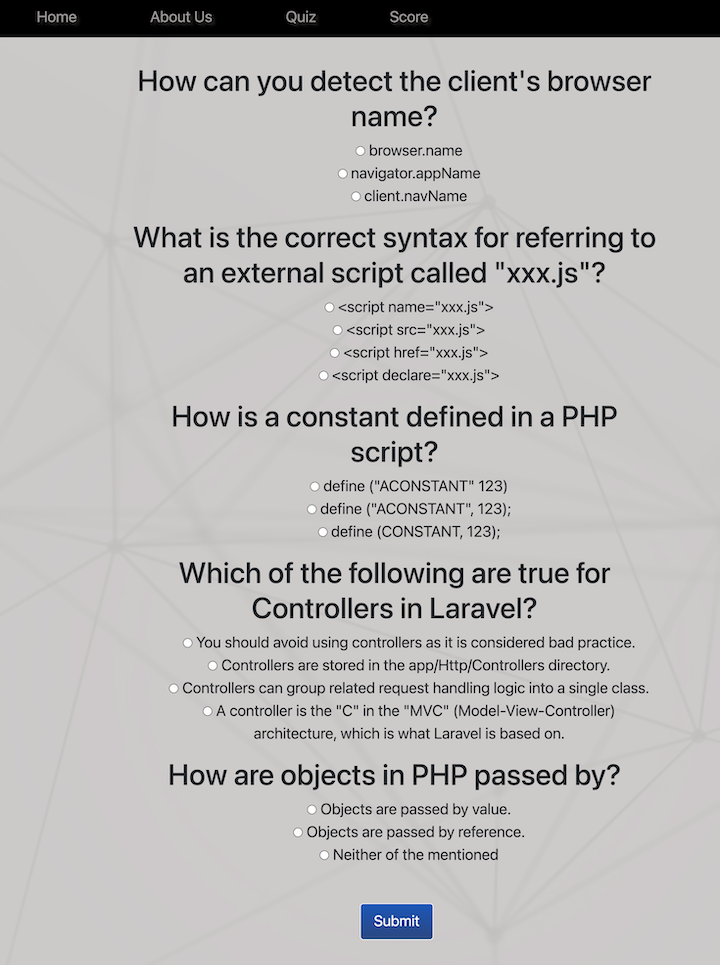 Home About Us Quiz Score
How can you detect the client's browser
name?
browser.name
navigator.appName
client.navName
What is the correct syntax for referring to
an external script called "xxx.js"?
<script name="xxx.js">
<script src="xxx.js">
<script href="xxx.js">
<script declare="xxx.js">
How is a constant defined in a PHP
script?
define ("ACONSTANT" 123)
define ("ACONSTANT", 123);
define (CONSTANT, 123);
Which of the following are true for
Controllers in Laravel?
You should avoid using controllers as it is considered bad practice.
Controllers are stored in the app/Http/Controllers directory.
Controllers can group related request handling logic into a single class.
A controller is the "C" in the "MVC" (Model-View-Controller)
architecture, which is what Laravel is based on.
How are objects in PHP passed by?
Objects are passed by value.
Objects are passed by reference.
Neither of the mentioned
Submit